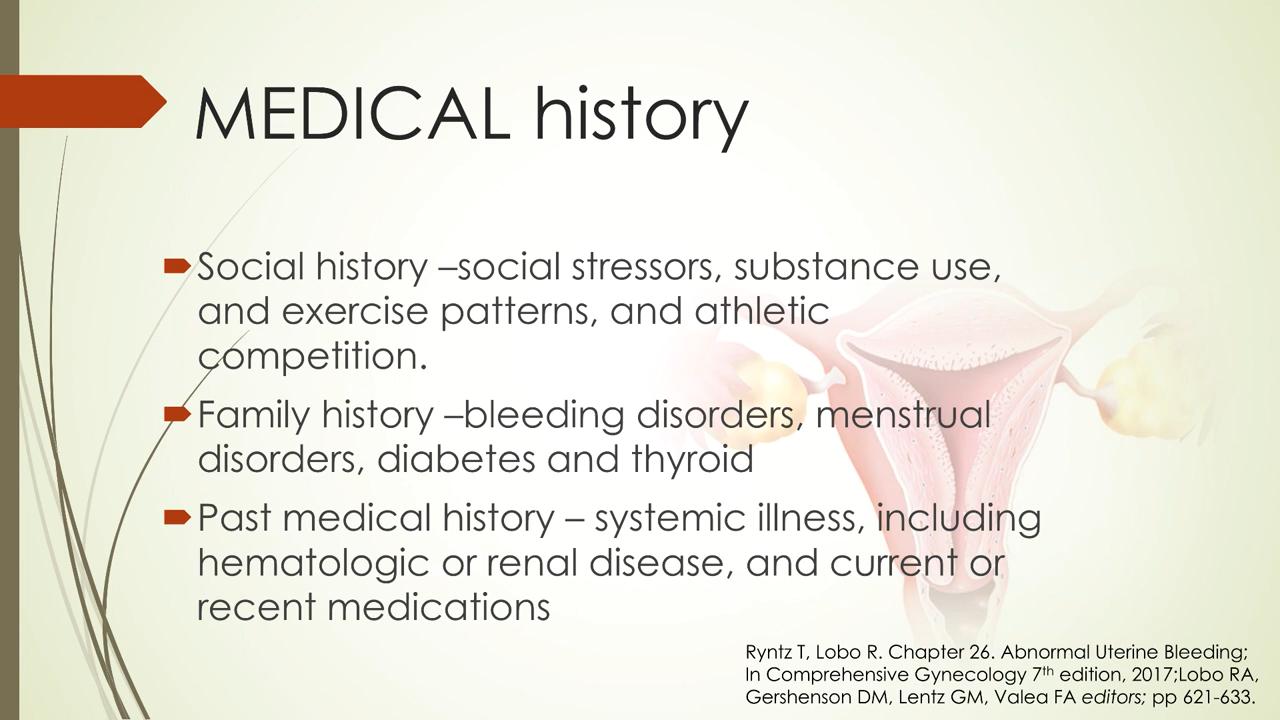 MEDICAL history
Social history –social stressors, substance use,
and exercise patterns, and athletic
competition.
Family history –bleeding disorders, menstrual
disorders, diabetes and thyroid
Past medical history – systemic illness, including
hematologic or renal disease, and current or
recent medications
Ryntz T, Lobo R. Chapter 26. Abnormal Uterine Bleeding;
In Comprehensive Gynecology 7th edition, 2017;Lobo RA,
Gershenson DM, Lentz GM, Valea FA editors; pp 621-633.